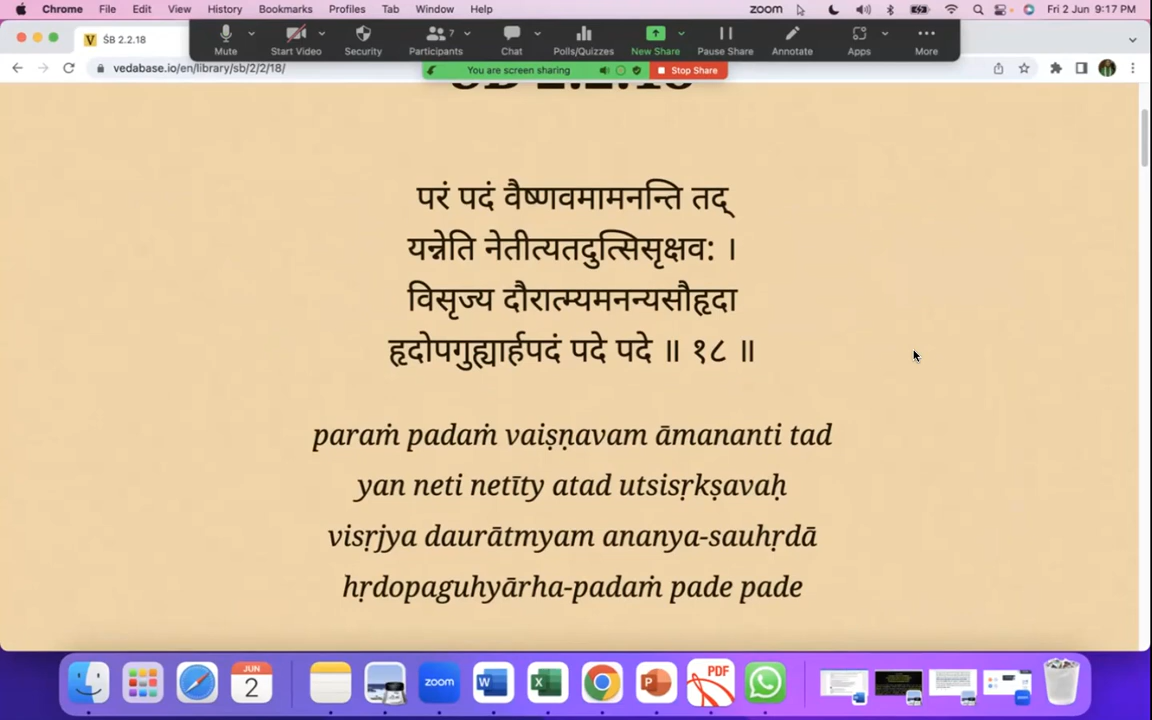 Chrome File Edit View History Bookmarks Profiles Tab Window Help zoom Fri 2 Jun 9:17 PM
ŚB 2.2.18
Mute Start Video Security Participants 7 Chat Polls/Quizzes New Share Pause Share Annotate Apps More
vedabase.io/en/library/sb/2/2/18/ You are screen sharing Stop Share
परं पदं वैष्णवमामनन्ति तद्
यन्नेति नेतीत्यतदुत्सिसृक्षव: ।
विसृज्य दौरात्म्यमनन्यसौहृदा
हृदोपगुह्यार्हपदं पदे पदे ॥ १८ ॥
paraṁ padaṁ vaiṣṇavam āmananti tad
yan neti netīty atad utsisṛkṣavaḥ
visṛjya daurātmyam ananya-sauhṛdā
hṛdopaguhyārha-padaṁ pade pade
JUN
2
zoom
PDF